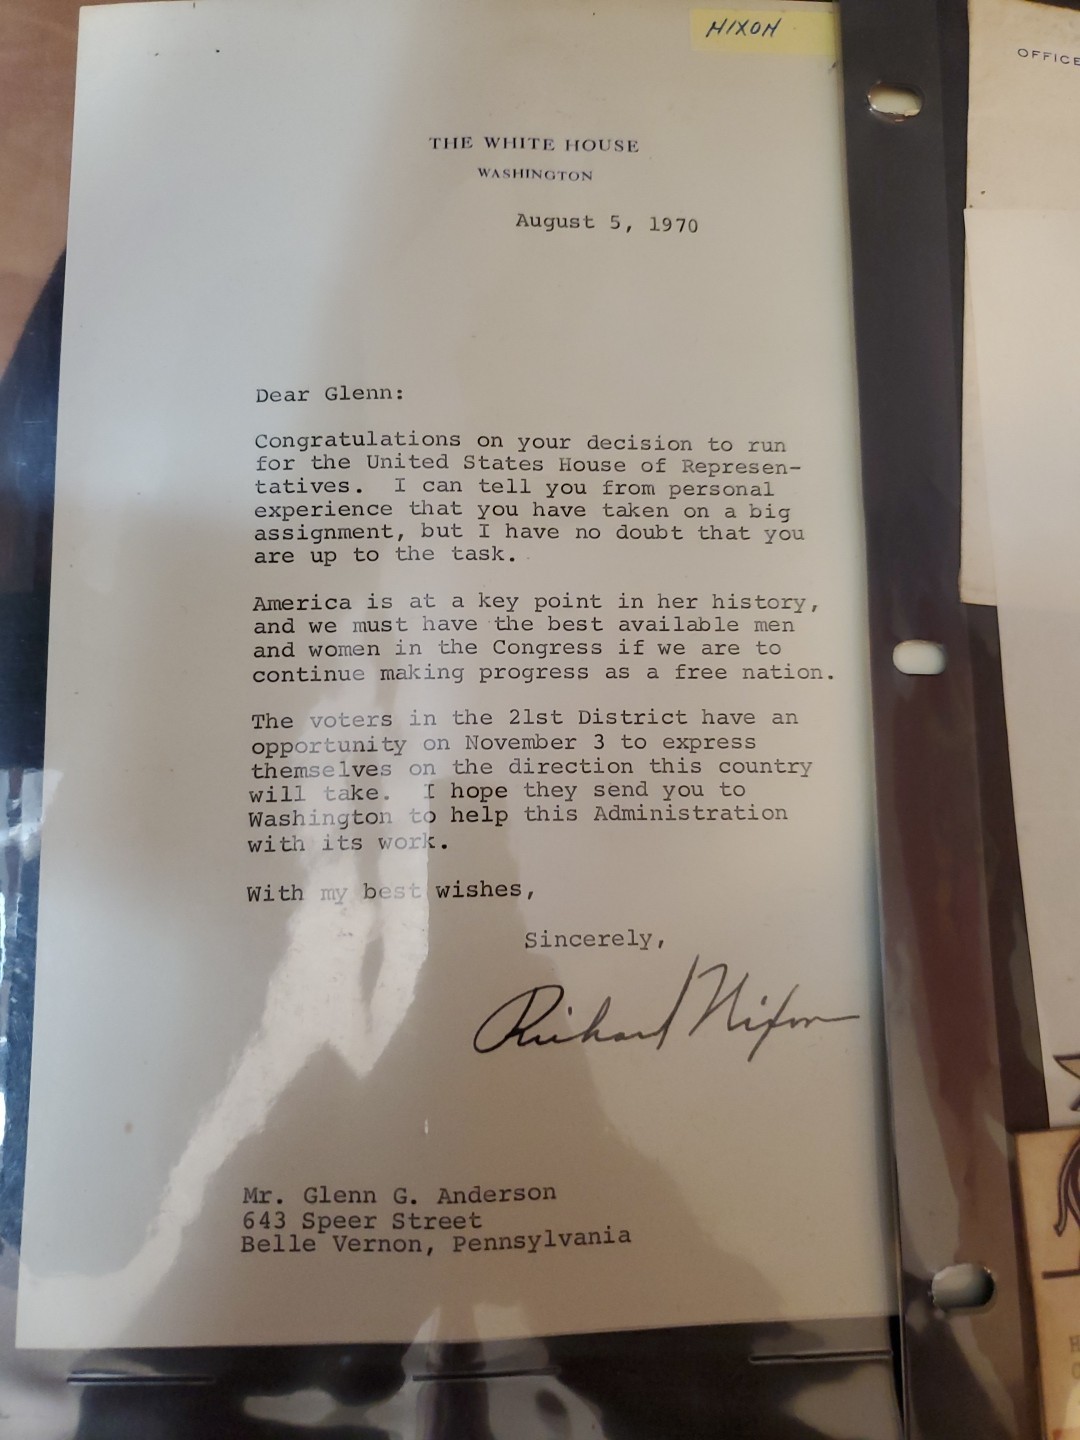 NIXON
THE WHITE HOUSE
WASHINGTON
August 5, 1970
Dear Glenn:
Congratulations on your decision to run
for the United States House of Represen-
tatives. I can tell you from personal
experience that you have taken on a big
assignment, but I have no doubt that you
are up to the task.
America is at a key point in her history,
and we must have the best available men
and women in the Congress if we are to
continue making progress as a free nation.
The voters in the 21st District have an
opportunity on November 3 to express
themselves on the direction this country
will take. I hope they send you to
Washington to help this Administration
with its work.
With my best wishes,
Sincerely,
Richard Nixon
Mr. Glenn G. Anderson
643 Speer Street
Belle Vernon, Pennsylvania
OFFICE